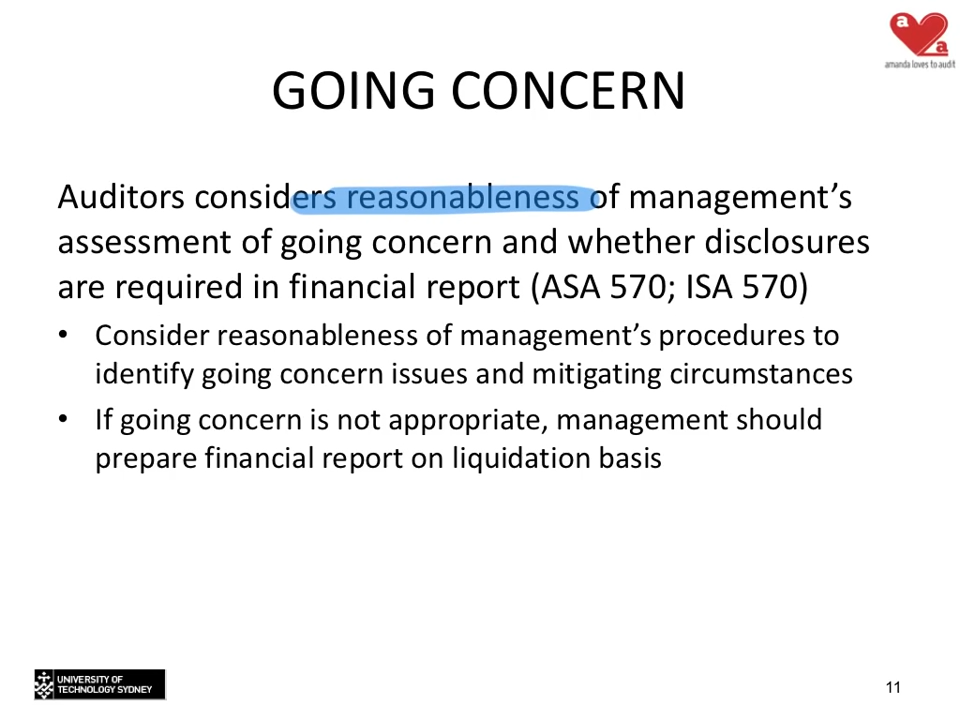 a
a
amanda loves to audit
GOING CONCERN
Auditors considers reasonableness of management’s
assessment of going concern and whether disclosures
are required in financial report (ASA 570; ISA 570)
• Consider reasonableness of management’s procedures to
identify going concern issues and mitigating circumstances
• If going concern is not appropriate, management should
prepare financial report on liquidation basis
UNIVERSITY OF
TECHNOLOGY SYDNEY
11